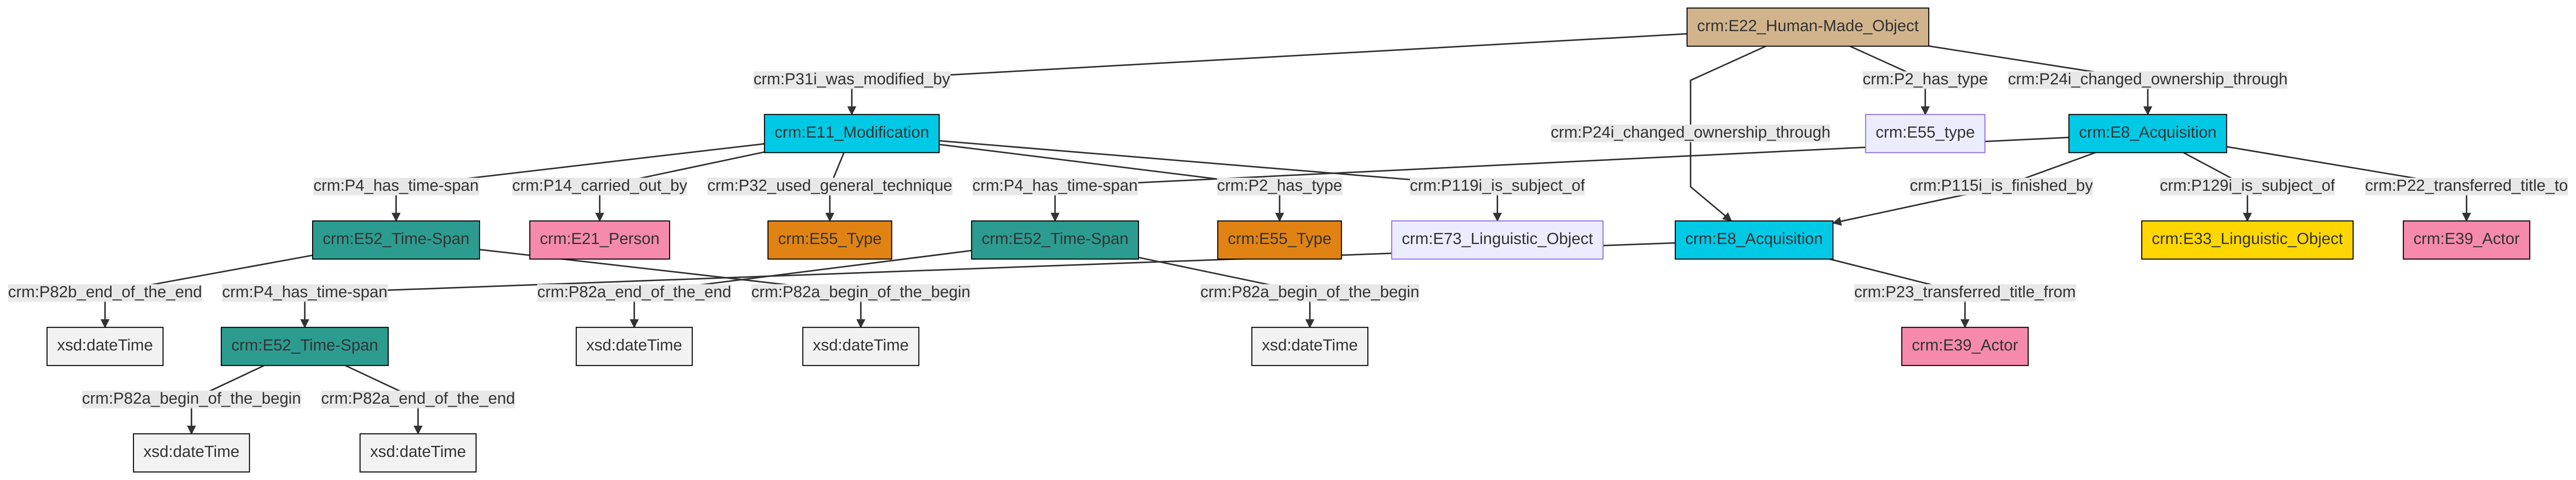 crm:E22_Human-Made_Object
crm:P31i_was_modified_by
crm:P2_has_type
crm:P24i_changed_ownership_through
crm:E11_Modification
crm:P24i_changed_ownership_through
crm:E55_type
crm:E8_Acquisition
crm:P4_has_time-span
crm:P14_carried_out_by
crm:P32_used_general_technique
crm:P4_has_time-span
crm:P2_has_type
crm:P119i_is_subject_of
crm:P115i_is_finished_by
crm:P129i_is_subject_of
crm:P22_transferred_title_to
crm:E52_Time-Span
crm:E21_Person
crm:E55_Type
crm:E52_Time-Span
crm:E55_Type
crm:E73_Linguistic_Object
crm:E8_Acquisition
crm:E33_Linguistic_Object
crm:E39_Actor
crm:P82b_end_of_the_end
crm:P4_has_time-span
crm:P82a_end_of_the_end
crm:P82a_begin_of_the_begin
crm:P82a_begin_of_the_begin
crm:P23_transferred_title_from
xsd:dateTime
crm:E52_Time-Span
xsd:dateTime
xsd:dateTime
xsd:dateTime
crm:E39_Actor
crm:P82a_begin_of_the_begin
crm:P82a_end_of_the_end
xsd:dateTime
xsd:dateTime